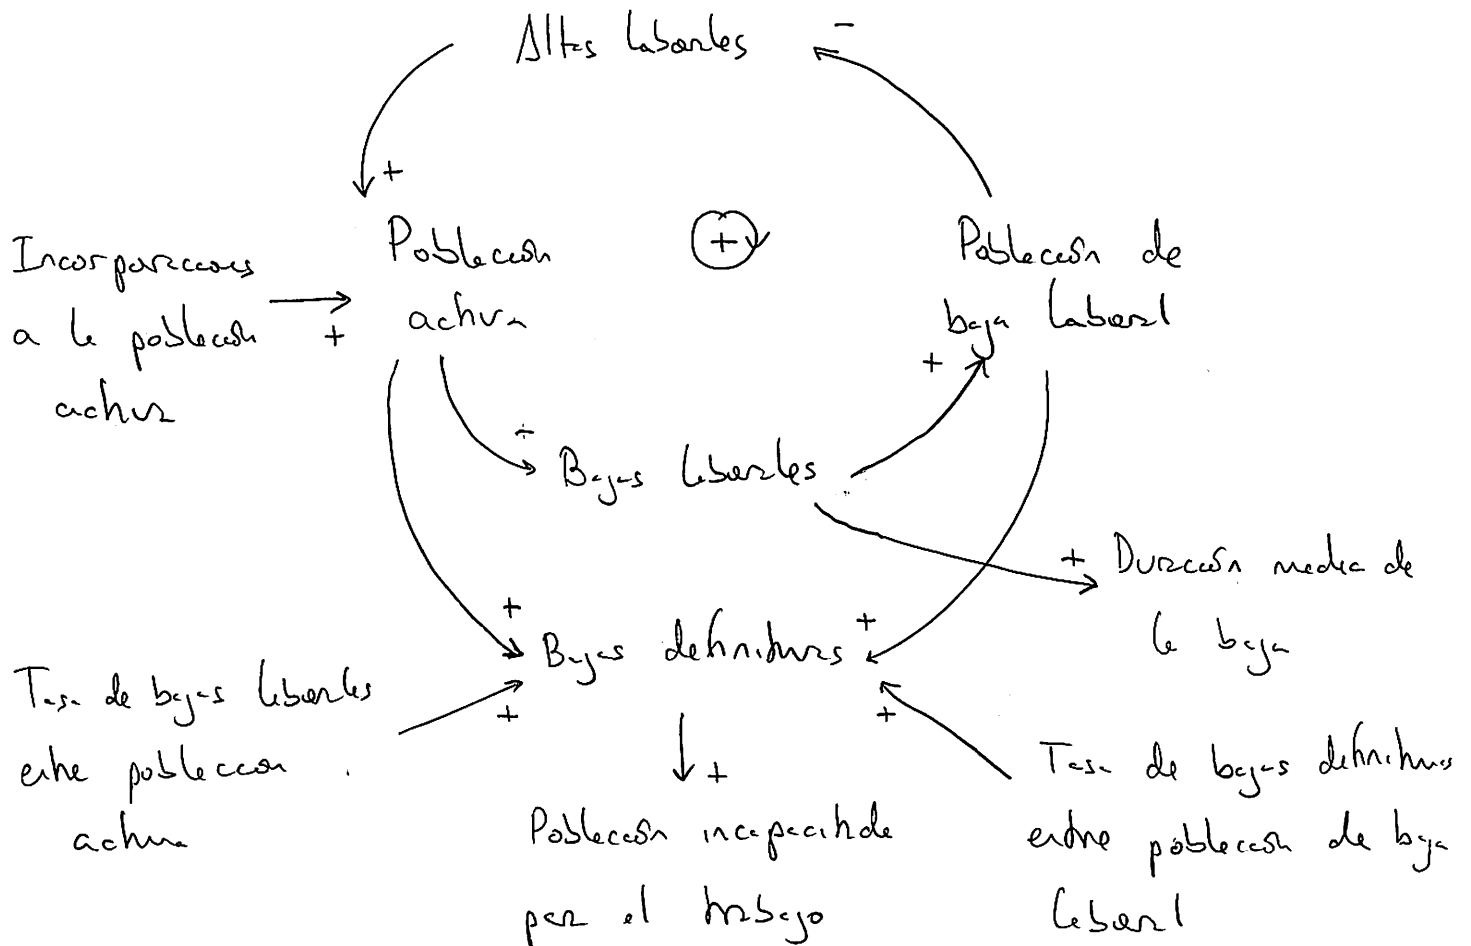 Altas laborales
-
+
Incorporaciones
a la población
activa
+
Población
activa
+
Población de
baja laboral
+
-
Bajas laborales
+
Duración media de
la baja
+
Bajas definitivas
+
Tasa de bajas laborales
entre población
activa
+
+
+
Población incapacitada
para el trabajo
Tasa de bajas definitivas
entre población de baja
laboral